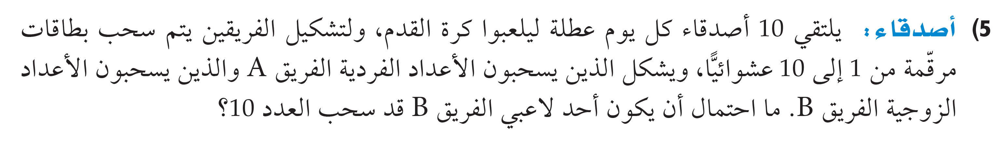 5) أصدقاء: يلتقي 10 أصدقاء كل يوم عطلة ليلعبوا كرة القدم، ولتشكيل الفريقين يتم سحب بطاقات
مرقّمة من 1 إلى 10 عشوائيًّا، ويشكل الذين يسحبون الأعداد الفردية الفريق A والذين يسحبون الأعداد
الزوجية الفريق B. ما احتمال أن يكون أحد لاعبي الفريق B قد سحب العدد 10؟